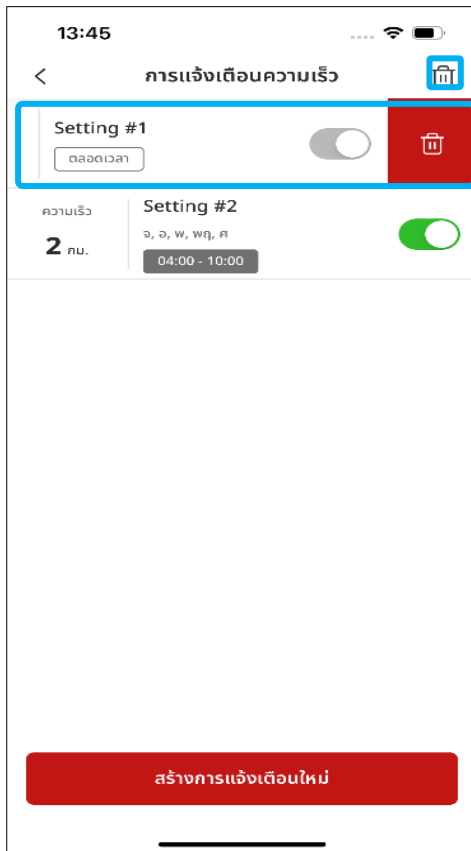 13:45
การแจ้งเตือนความเร็ว
Setting #1
ตลอดเวลา
ความเร็ว
2 กม.
Setting #2
จ, อ, พ, พฤ, ศ
04:00 - 10:00
สร้างการแจ้งเตือนใหม่